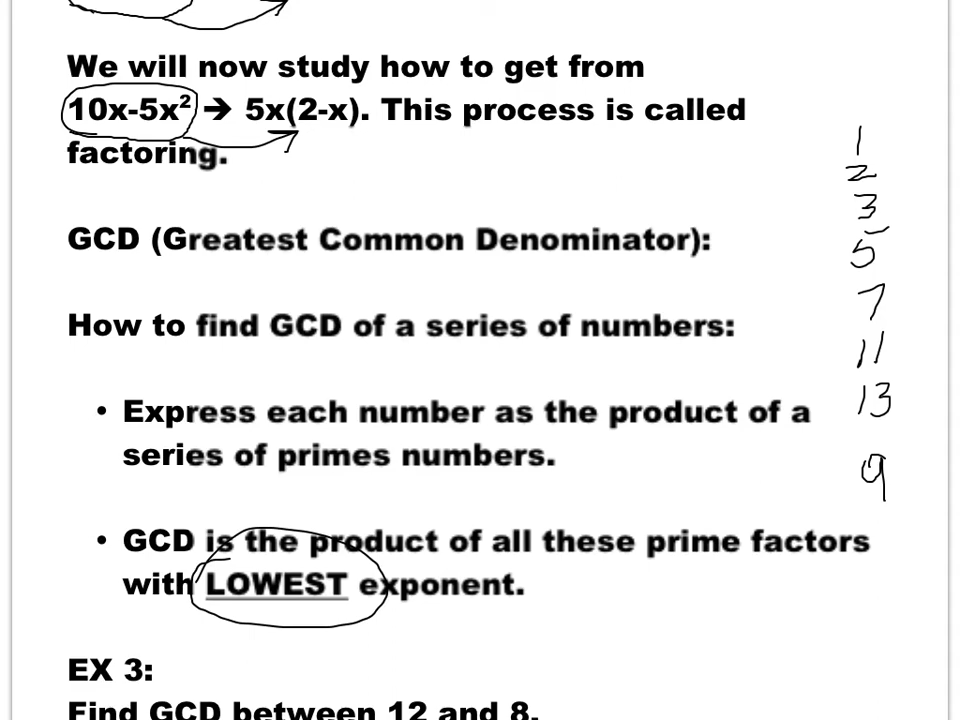 We will now study how to get from
10x-5x² ➔ 5x(2-x). This process is called
factoring.
GCD (Greatest Common Denominator):
How to find GCD of a series of numbers:
• Express each number as the product of a
series of primes numbers.
• GCD is the product of all these prime factors
with LOWEST exponent.
EX 3:
Find GCD between 12 and 8.
1
2
3
5
7
11
13
9